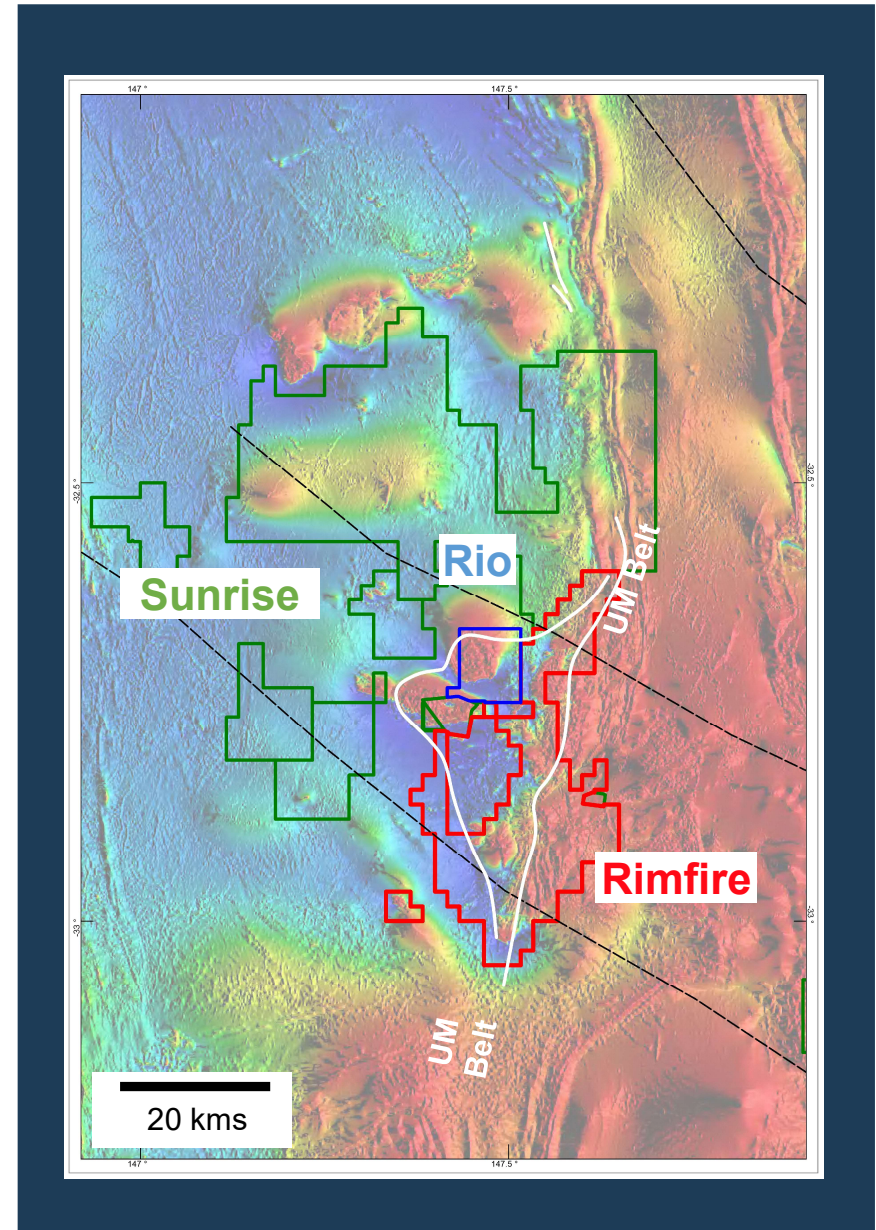 147 °
147.5 °
-32.5 °
-32.5 °
Rio
UM Belt
Sunrise
Rimfire
-33 °
-33 °
UM
Belt
20 kms
147 °
147.5 °